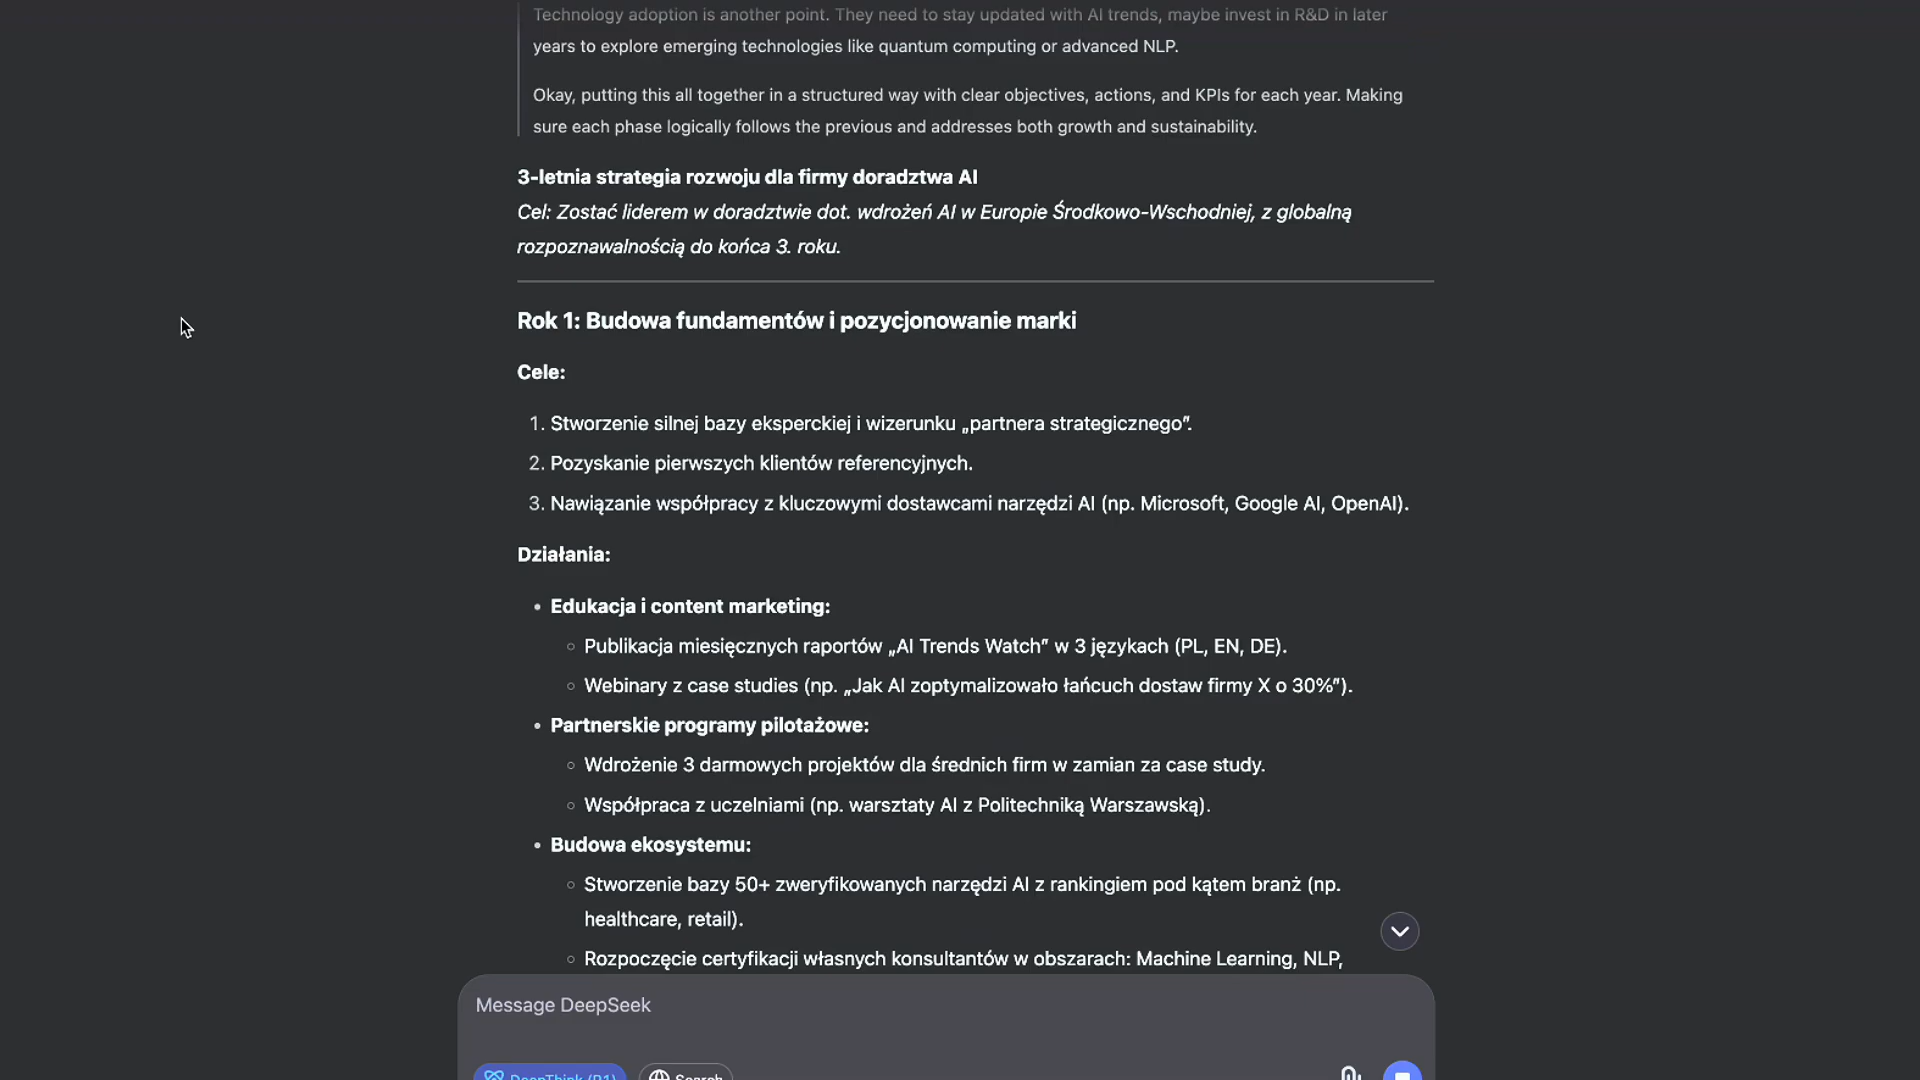 Technology adoption is another point. They need to stay updated with AI trends, maybe invest in R&D in later
years to explore emerging technologies like quantum computing or advanced NLP.
Okay, putting this all together in a structured way with clear objectives, actions, and KPIs for each year. Making
sure each phase logically follows the previous and addresses both growth and sustainability.
3-letnia strategia rozwoju dla firmy doradztwa AI
Cel: Zostać liderem w doradztwie dot. wdrożeń AI w Europie Środkowo-Wschodniej, z globalną
rozpoznawalnością do końca 3. roku.
Rok 1: Budowa fundamentów i pozycjonowanie marki
Cele:
1. Stworzenie silnej bazy eksperckiej i wizerunku „partnera strategicznego”.
2. Pozyskanie pierwszych klientów referencyjnych.
3. Nawiązanie współpracy z kluczowymi dostawcami narzędzi AI (np. Microsoft, Google AI, OpenAI).
Działania:
• Edukacja i content marketing:
○ Publikacja miesięcznych raportów „AI Trends Watch” w 3 językach (PL, EN, DE).
○ Webinary z case studies (np. „Jak AI zoptymalizowało łańcuch dostaw firmy X o 30%”).
• Partnerskie programy pilotażowe:
○ Wdrożenie 3 darmowych projektów dla średnich firm w zamian za case study.
○ Współpraca z uczelniami (np. warsztaty AI z Politechniką Warszawską).
• Budowa ekosystemu:
○ Stworzenie bazy 50+ zweryfikowanych narzędzi AI z rankingiem pod kątem branż (np.
healthcare, retail).
○ Rozpoczęcie certyfikacji własnych konsultantów w obszarach: Machine Learning, NLP,
Message DeepSeek
DeepThink (R1) Search